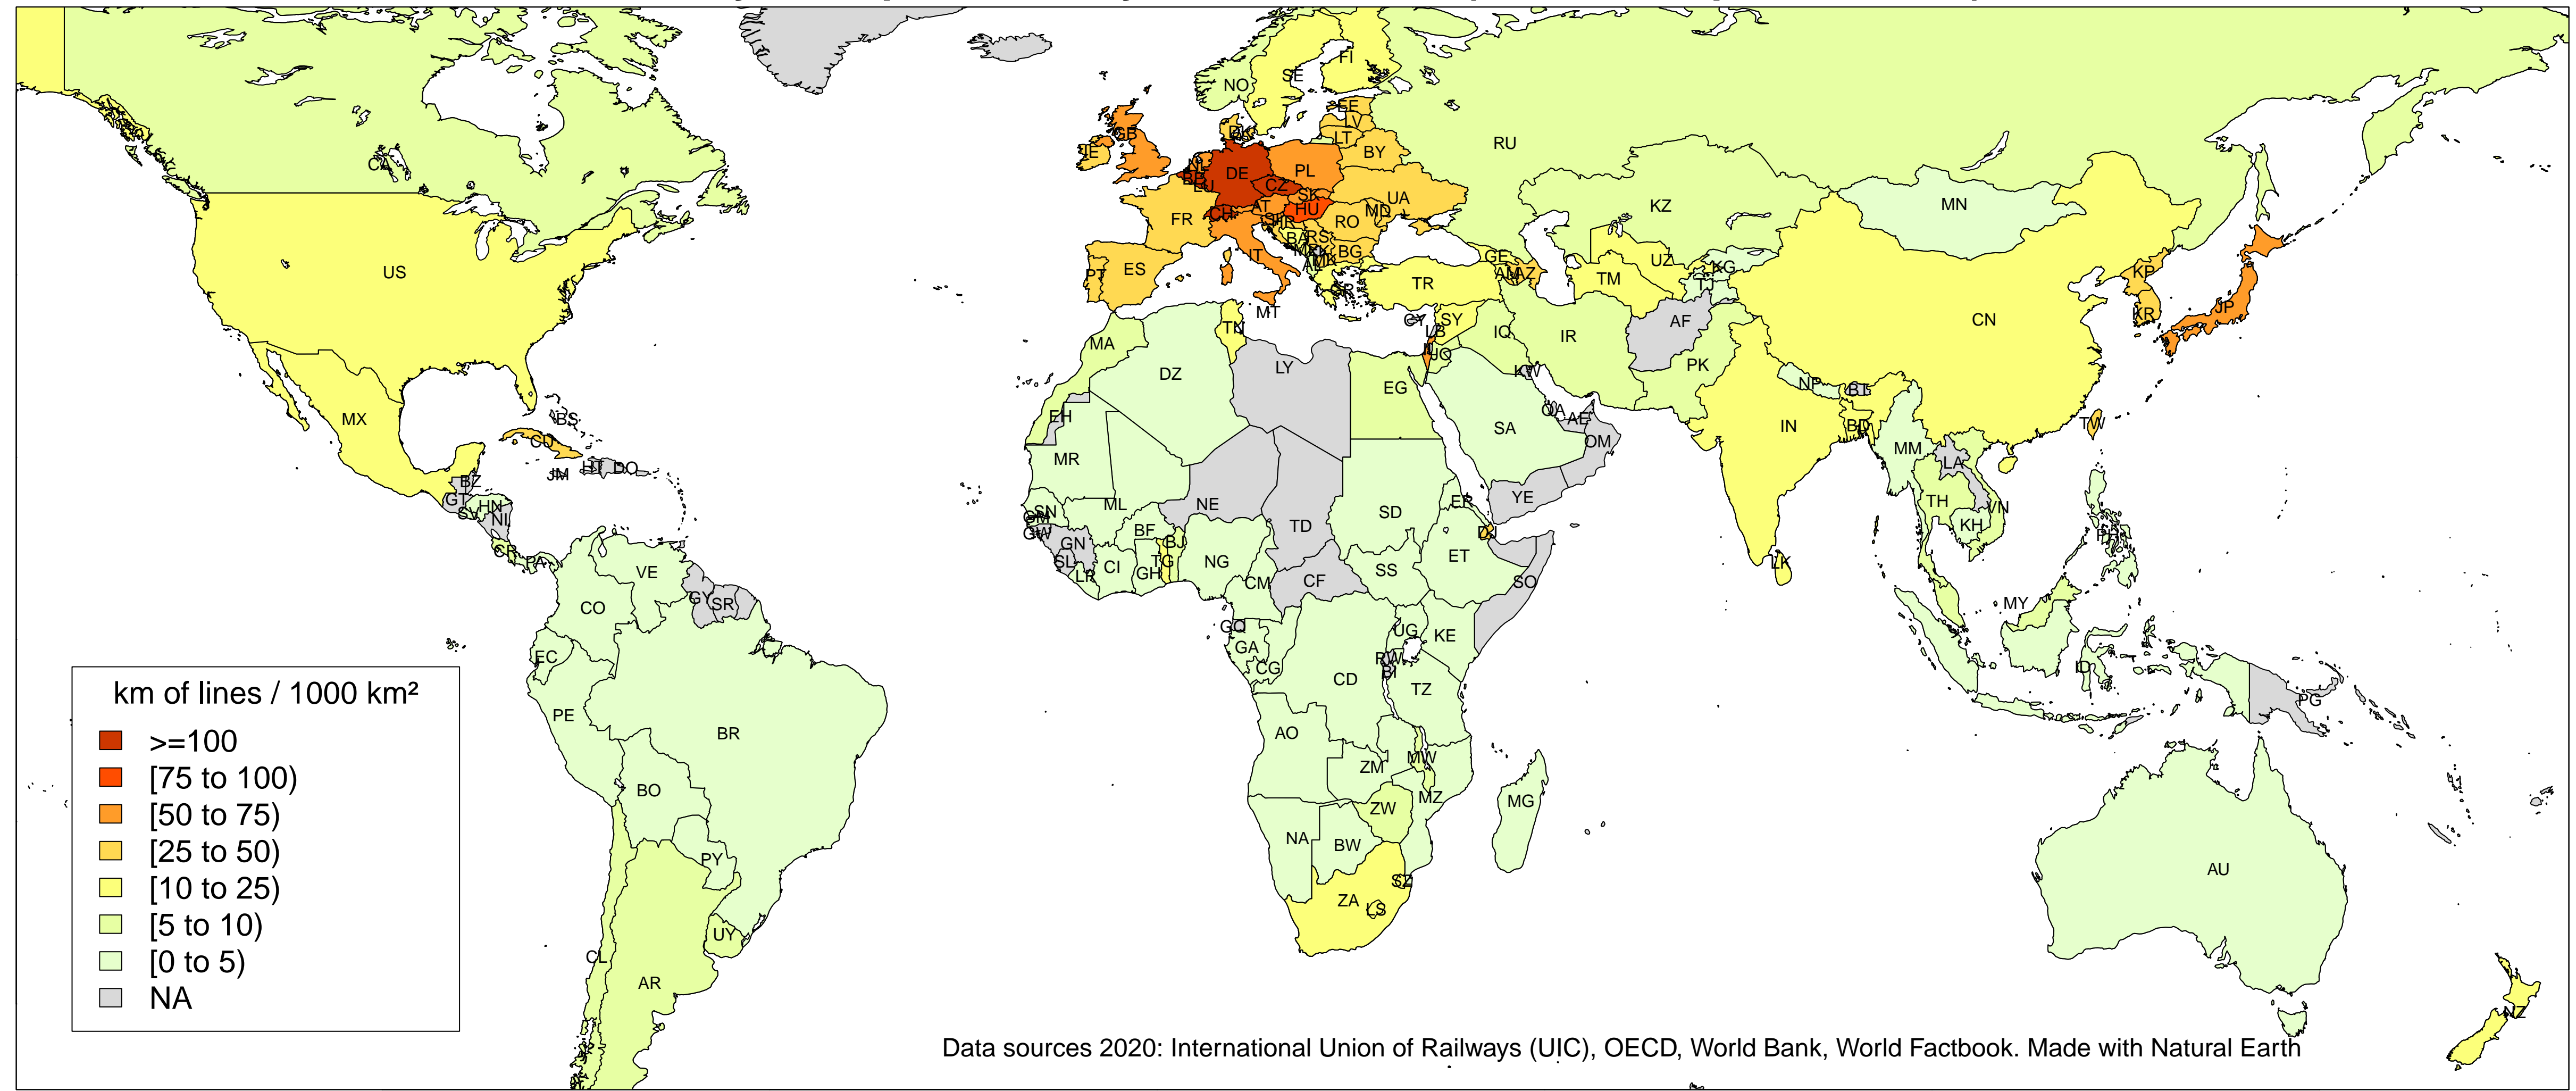 NO
SE
FI
RU
EE
LV
LT
BY
GB
IE
NL
DE
PL
CA
LU
CZ
SK
UA
FR
CH
AT
HU
RO
MD
KZ
MN
US
PT
ES
IT
BA
RS
BG
GE
UZ
KG
AZ
TM
TJ
TR
GR
KP
KR
JP
CN
MT
CY
SY
LB
IQ
IR
AF
TN
MA
DZ
LY
EG
JO
KW
PK
NP
BT
MX
BS
CU
EH
SA
QA
AE
OM
IN
BD
TW
MM
LA
JM
HT
DO
BZ
GT
HN
SV
NI
MR
ML
NE
TD
SD
ER
YE
TH
VN
KH
PH
SN
GM
GW
GN
BF
BJ
SL
LR
CI
GH
TG
NG
CM
CF
SS
ET
DJ
SO
LK
CR
PA
VE
GY
SR
CO
MY
EC
GQ
GA
CG
UG
KE
RW
BI
CD
TZ
ID
PG
PE
BR
AO
ZM
MW
MZ
MG
BO
ZW
NA
BW
PY
ZA
SZ
LS
AU
UY
CL
AR
NZ
km of lines / 1000 km²
>=100
[75 to 100)
[50 to 75)
[25 to 50)
[10 to 25)
[5 to 10)
[0 to 5)
NA
Data sources 2020: International Union of Railways (UIC), OECD, World Bank, World Factbook. Made with Natural Earth